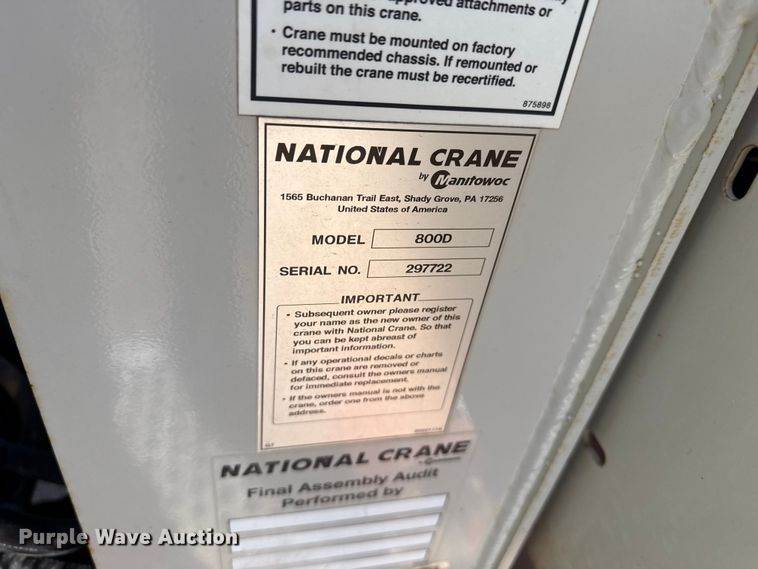 approved attachments or
parts on this crane.
• Crane must be mounted on factory
recommended chassis. If remounted or
rebuilt the crane must be recertified.
875898
NATIONAL CRANE
by Manitowoc
1565 Buchanan Trail East, Shady Grove, PA 17256
United States of America
MODEL 800D
SERIAL NO. 297722
IMPORTANT
• Subsequent owner please register
your name as the new owner of this
crane with National Crane. So that
you can be kept abreast of
important information.
• If any operational decals or charts
on this crane are removed or
defaced, consult the owners manual
for immediate replacement.
• If the owners manual is not with the
crane, order one from the above
address.
NATIONAL CRANE
Final Assembly Audit
Performed by
Purple Wave Auction